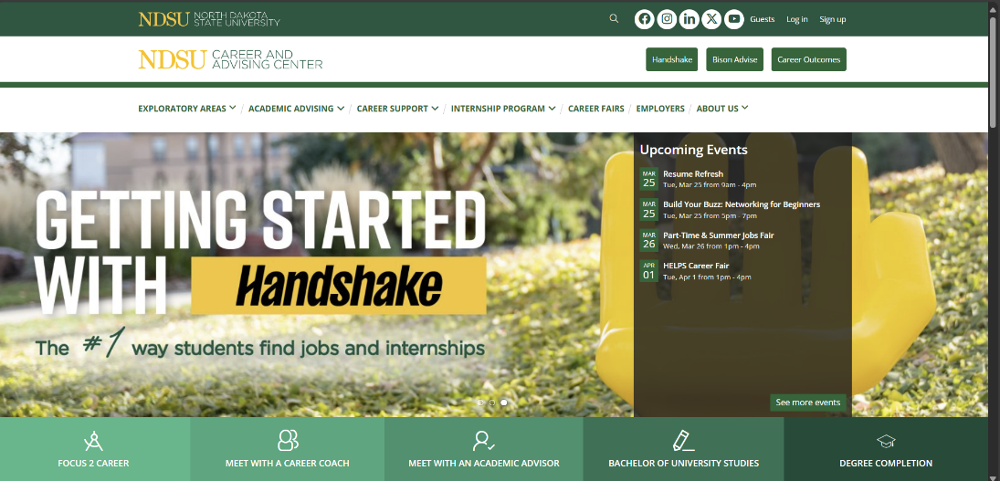 NDSU NORTH DAKOTA
STATE UNIVERSITY
Guests Log in Sign up
NDSU CAREER AND
ADVISING CENTER
Handshake Bison Advise Career Outcomes
EXPLORATORY AREAS / ACADEMIC ADVISING / CAREER SUPPORT / INTERNSHIP PROGRAM / CAREER FAIRS / EMPLOYERS / ABOUT US
GETTING STARTED
WITH Handshake
The #1 way students find jobs and internships
Upcoming Events
MAR
25
Resume Refresh
Tue, Mar 25 from 9am - 4pm
MAR
25
Build Your Buzz: Networking for Beginners
Tue, Mar 25 from 5pm - 7pm
MAR
26
Part-Time & Summer Jobs Fair
Wed, Mar 26 from 1pm - 4pm
APR
01
HELPS Career Fair
Tue, Apr 1 from 1pm - 4pm
See more events
FOCUS 2 CAREER
MEET WITH A CAREER COACH
MEET WITH AN ACADEMIC ADVISOR
BACHELOR OF UNIVERSITY STUDIES
DEGREE COMPLETION